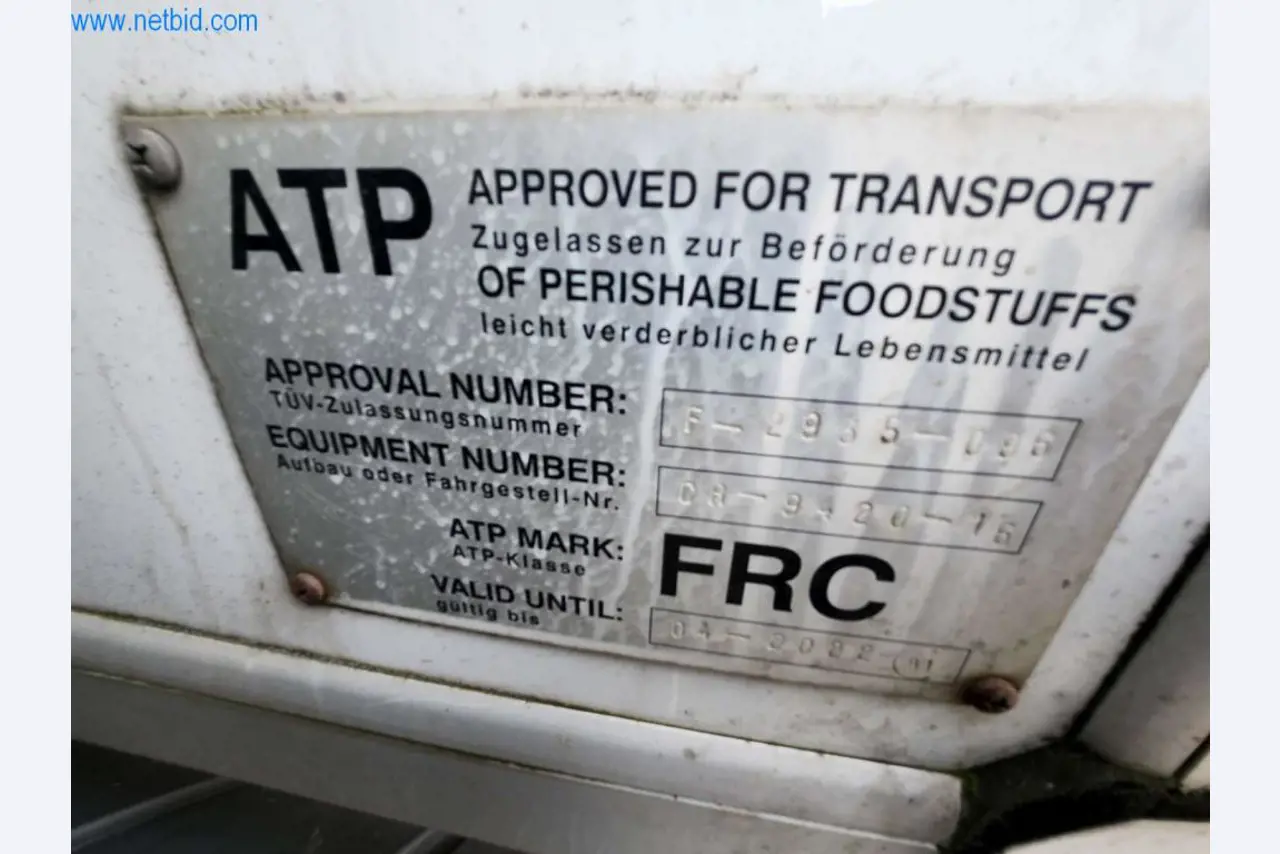 www.netbid.com
ATP
APPROVED FOR TRANSPORT
Zugelassen zur Beförderung
OF PERISHABLE FOODSTUFFS
leicht verderblicher Lebensmittel
APPROVAL NUMBER:
TÜV-Zulassungsnummer
EQUIPMENT NUMBER:
Aufbau oder Fahrgestell-Nr.
ATP MARK: FRC
ATP-Klasse
VALID UNTIL:
gültig bis